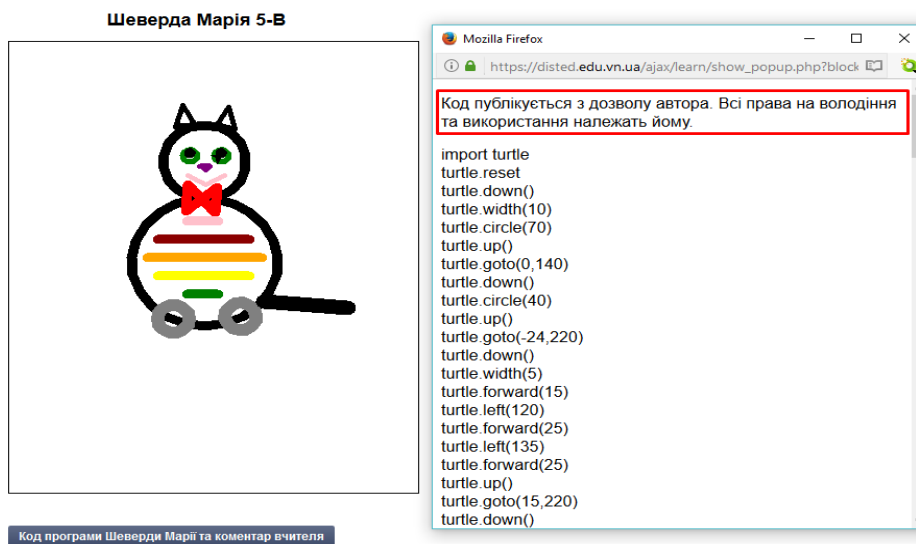 Шеверда Марія 5-В
Mozilla Firefox
https://disted.edu.vn.ua/ajax/learn/show_popup.php?block
Код публікується з дозволу автора. Всі права на володіння
та використання належать йому.
import turtle
turtle.reset
turtle.down()
turtle.width(10)
turtle.circle(70)
turtle.up()
turtle.goto(0,140)
turtle.down()
turtle.circle(40)
turtle.up()
turtle.goto(-24,220)
turtle.down()
turtle.width(5)
turtle.forward(15)
turtle.left(120)
turtle.forward(25)
turtle.left(135)
turtle.forward(25)
turtle.up()
turtle.goto(15,220)
turtle.down()
Код програми Шеверди Марії та коментар вчителя